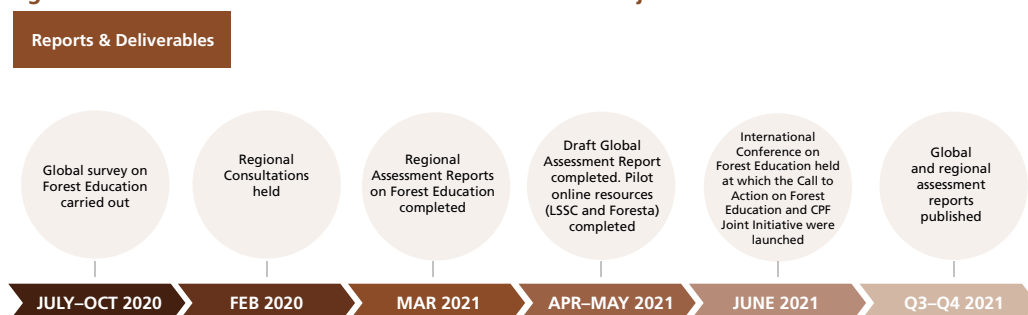 Reports & Deliverables
Global survey on
Forest Education
carried out
Regional
Consultations
held
Regional
Assessment Reports
on Forest Education
completed
Draft Global
Assessment Report
completed. Pilot
online resources
(LSSC and Foresta)
completed
International
Conference on
Forest Education held
at which the Call to
Action on Forest
Education and CPF
Joint Initiative were
launched
Global
and regional
assessment
reports
published
JULY–OCT 2020
FEB 2020
MAR 2021
APR–MAY 2021
JUNE 2021
Q3–Q4 2021